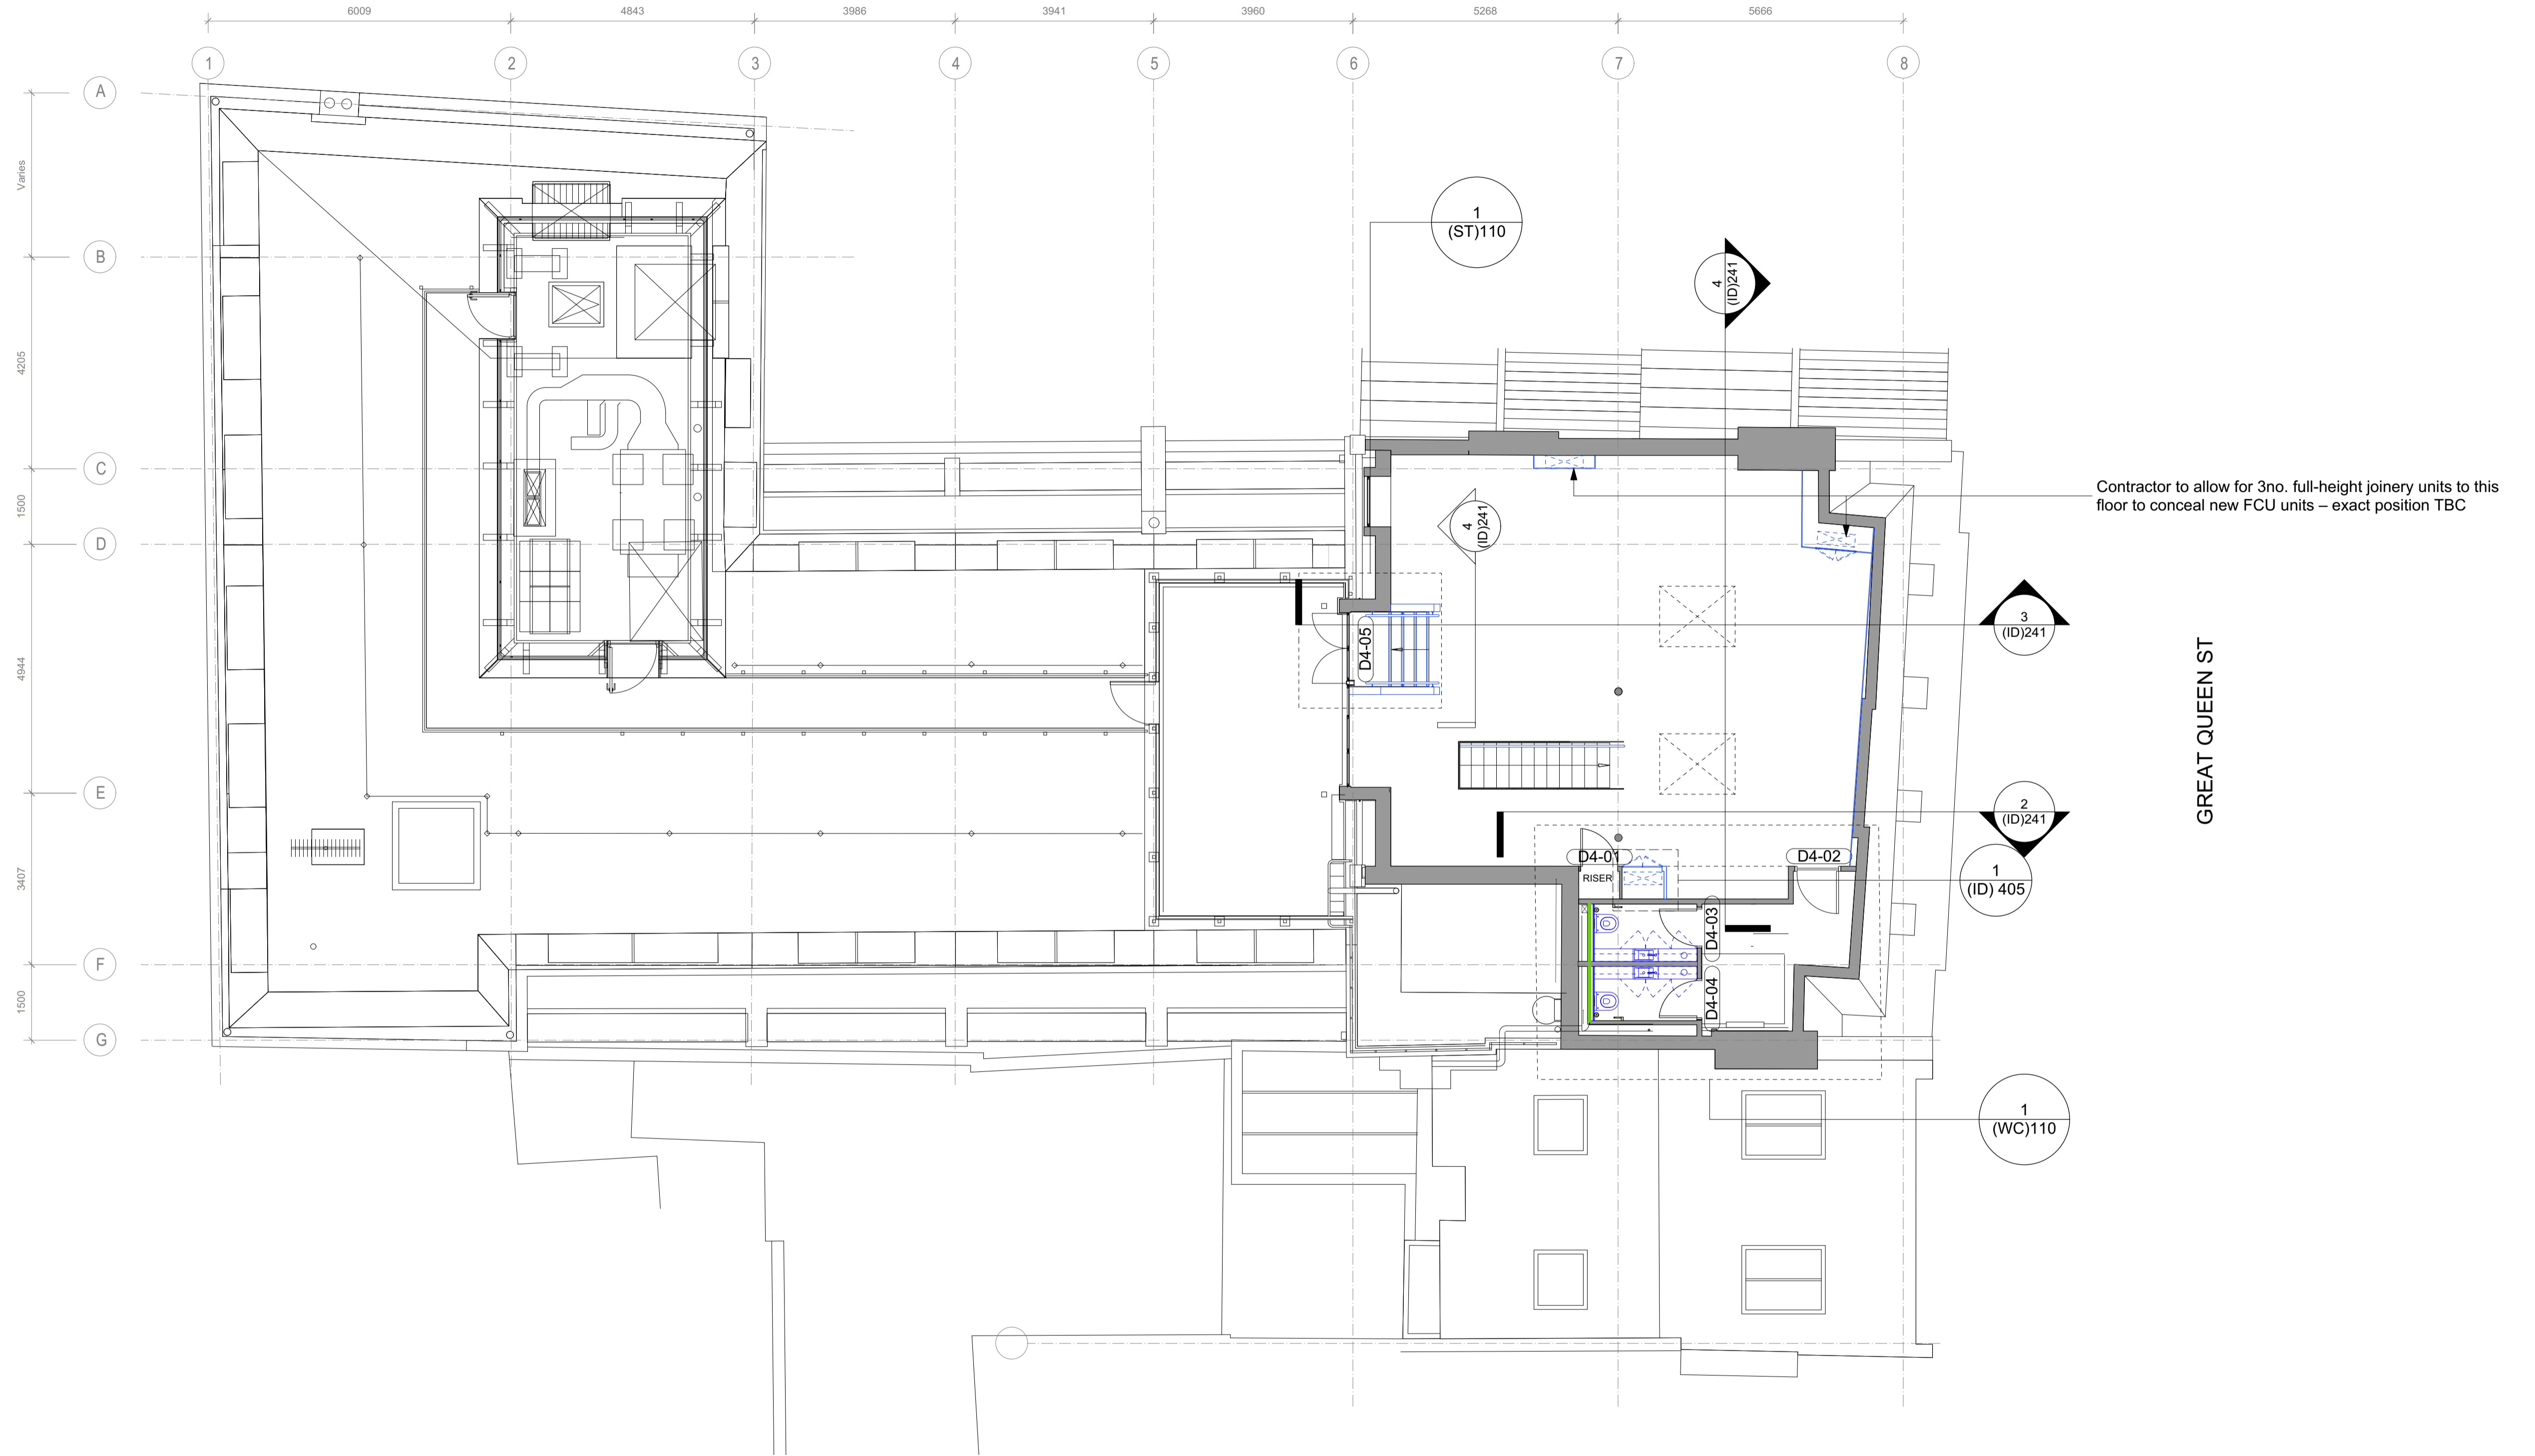 6009
4843
3986
3941
3960
5268
5666
1
2
3
4
5
6
7
8
A
Varies
B
4205
C
1500
D
4944
E
3407
F
1500
G
1
(ST)110
4
(ID)241
4
(ID)241
Contractor to allow for 3no. full-height joinery units to this
floor to conceal new FCU units – exact position TBC
3
(ID)241
D4-05
GREAT QUEEN ST
2
(ID)241
D4-01
D4-02
RISER
1
(ID) 405
D4-03
D4-04
1
(WC)110